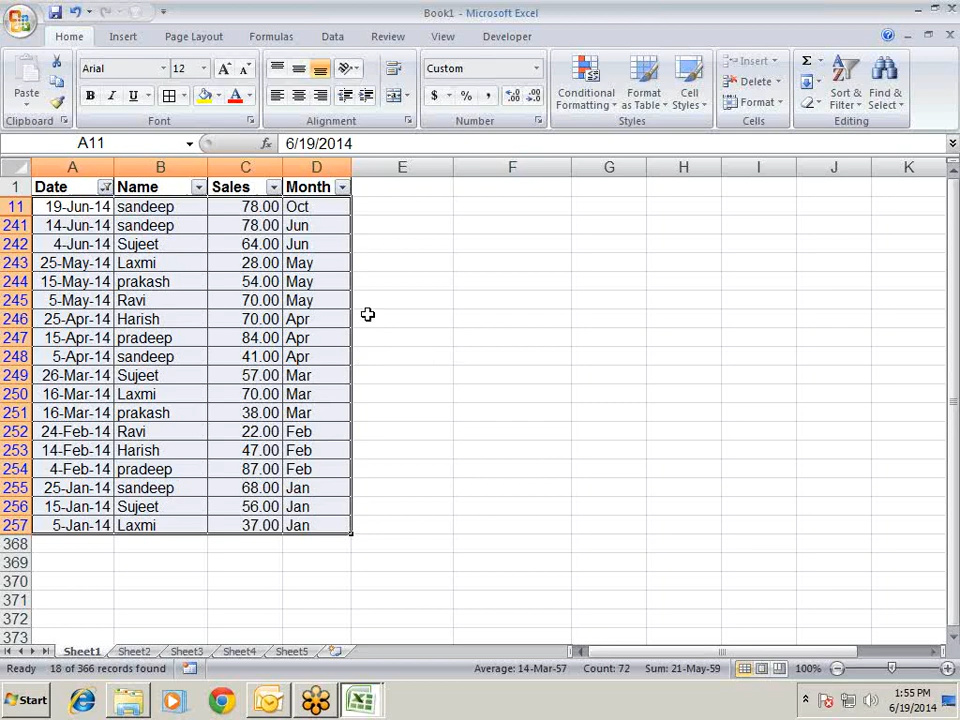 Book1 - Microsoft Excel
Home Insert Page Layout Formulas Data Review View Developer
Paste
Clipboard
Arial 12 A A
B I U A
Font
Alignment
Custom
$ % , .0 .00 .00 .0
Number
Conditional Formatting Format as Table Cell Styles
Styles
Insert
Delete
Format
Cells
Σ
Sort & Filter Find & Select
Editing
A11 fx 6/19/2014
A B C D E F G H I J K
1 Date Name Sales Month
11 19-Jun-14 sandeep 78.00 Oct
241 14-Jun-14 sandeep 78.00 Jun
242 4-Jun-14 Sujeet 64.00 Jun
243 25-May-14 Laxmi 28.00 May
244 15-May-14 prakash 54.00 May
245 5-May-14 Ravi 70.00 May
246 25-Apr-14 Harish 70.00 Apr
247 15-Apr-14 pradeep 84.00 Apr
248 5-Apr-14 sandeep 41.00 Apr
249 26-Mar-14 Sujeet 57.00 Mar
250 16-Mar-14 Laxmi 70.00 Mar
251 16-Mar-14 prakash 38.00 Mar
252 24-Feb-14 Ravi 22.00 Feb
253 14-Feb-14 Harish 47.00 Feb
254 4-Feb-14 pradeep 87.00 Feb
255 25-Jan-14 sandeep 68.00 Jan
256 15-Jan-14 Sujeet 56.00 Jan
257 5-Jan-14 Laxmi 37.00 Jan
368
369
370
371
372
373
Sheet1 Sheet2 Sheet3 Sheet4 Sheet5
Ready 18 of 366 records found Average: 14-Mar-57 Count: 72 Sum: 21-May-59 100%
Start 1:55 PM
6/19/2014